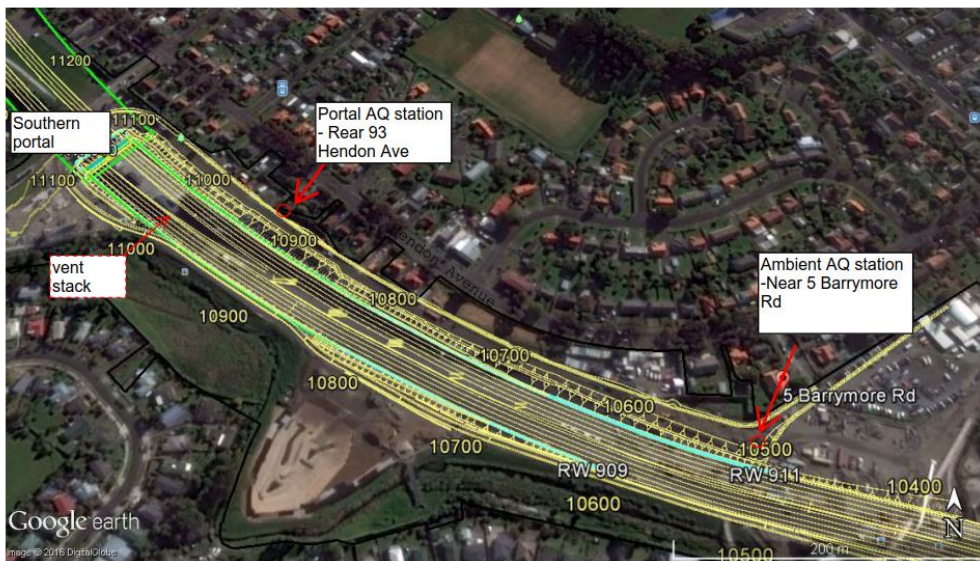 11200
11100
Southern
portal
11100
11000
Portal AQ station
- Rear 93
Hendon Ave
10900
Hendon Avenue
11000
vent
stack
10900
10800
10800
10700
Ambient AQ station
-Near 5 Barrymore
Rd
5 Barrymore Rd
10600
10500
10700
RW 909
RW 911
10400
10600
N
Google earth
Image © 2016 DigitalGlobe
10500
200 m